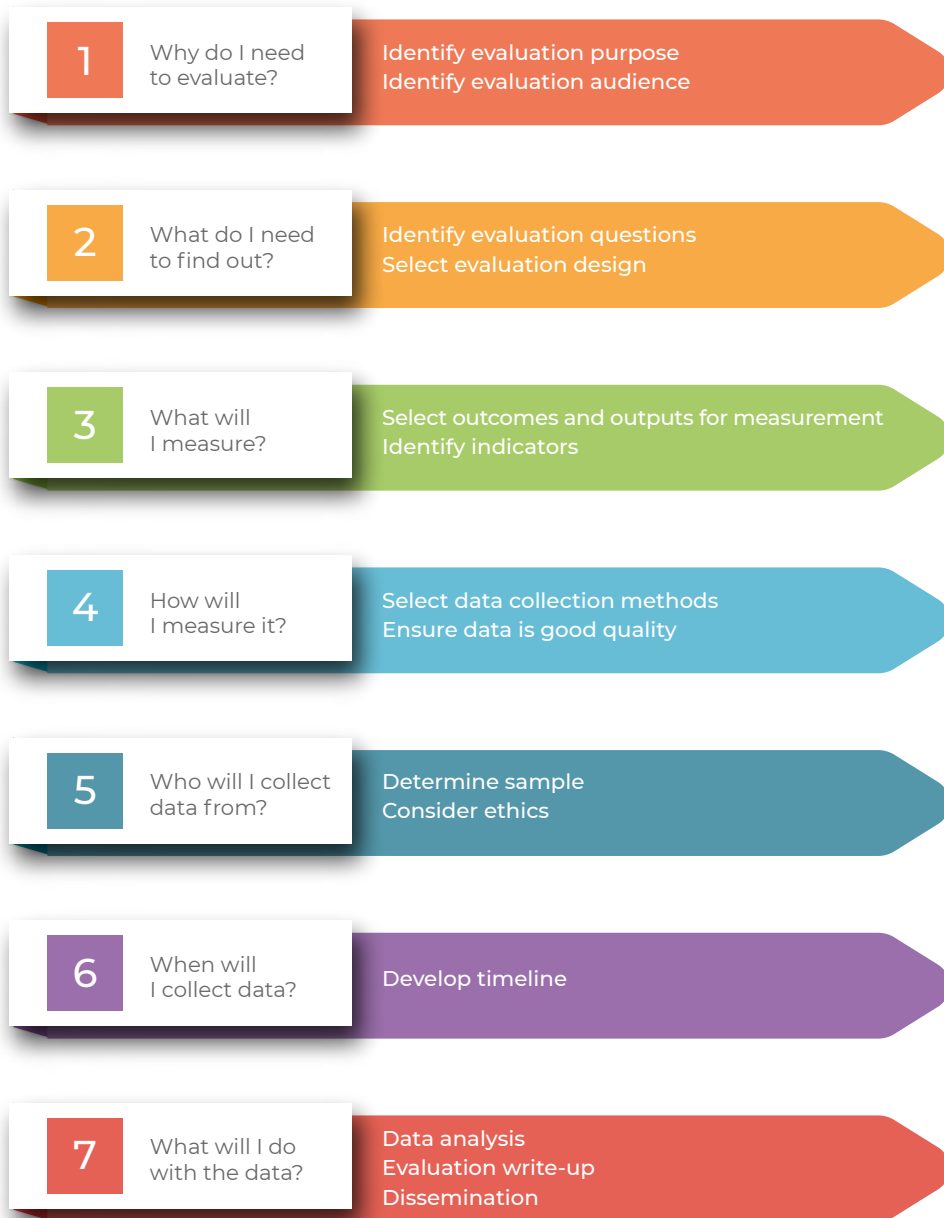 1
Why do I need
to evaluate?
Identify evaluation purpose
Identify evaluation audience
2
What do I need
to find out?
Identify evaluation questions
Select evaluation design
3
What will
I measure?
Select outcomes and outputs for measurement
Identify indicators
4
How will
I measure it?
Select data collection methods
Ensure data is good quality
5
Who will I collect
data from?
Determine sample
Consider ethics
6
When will
I collect data?
Develop timeline
7
What will I do
with the data?
Data analysis
Evaluation write-up
Dissemination